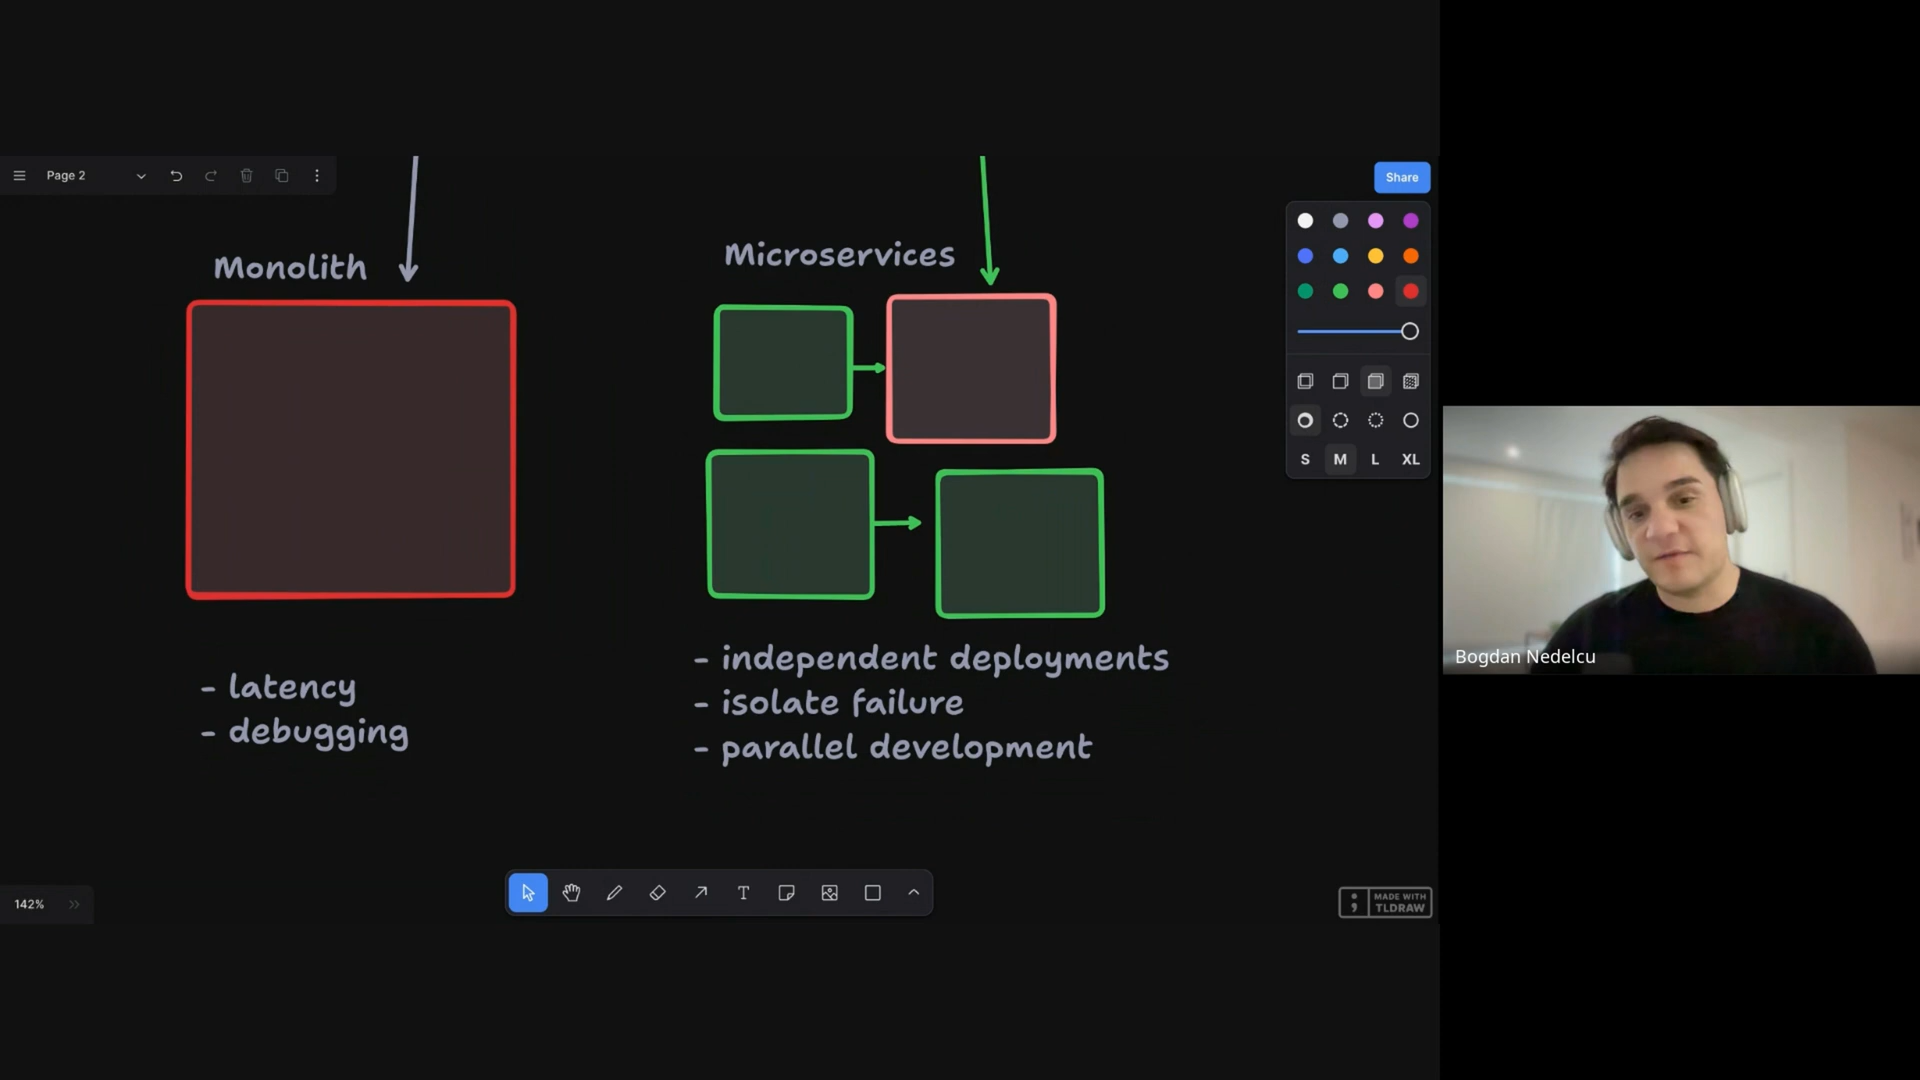 Page 2
Share
Monolith
Microservices
S M L XL
- latency
- debugging
- independent deployments
- isolate failure
- parallel development
Bogdan Nedelcu
142%
T
MADE WITH
TLDRAW